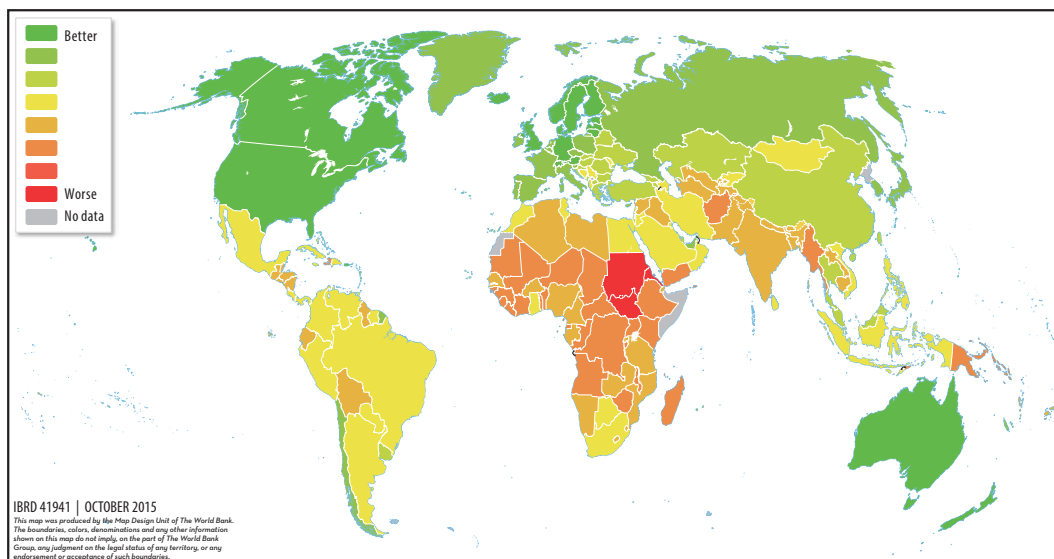 Better
Worse
No data
IBRD 41941 | OCTOBER 2015
This map was produced by the Map Design Unit of The World Bank.
The boundaries, colors, denominations and any other information
shown on this map do not imply, on the part of The World Bank
Group, any judgment on the legal status of any territory, or any
endorsement or acceptance of such boundaries.